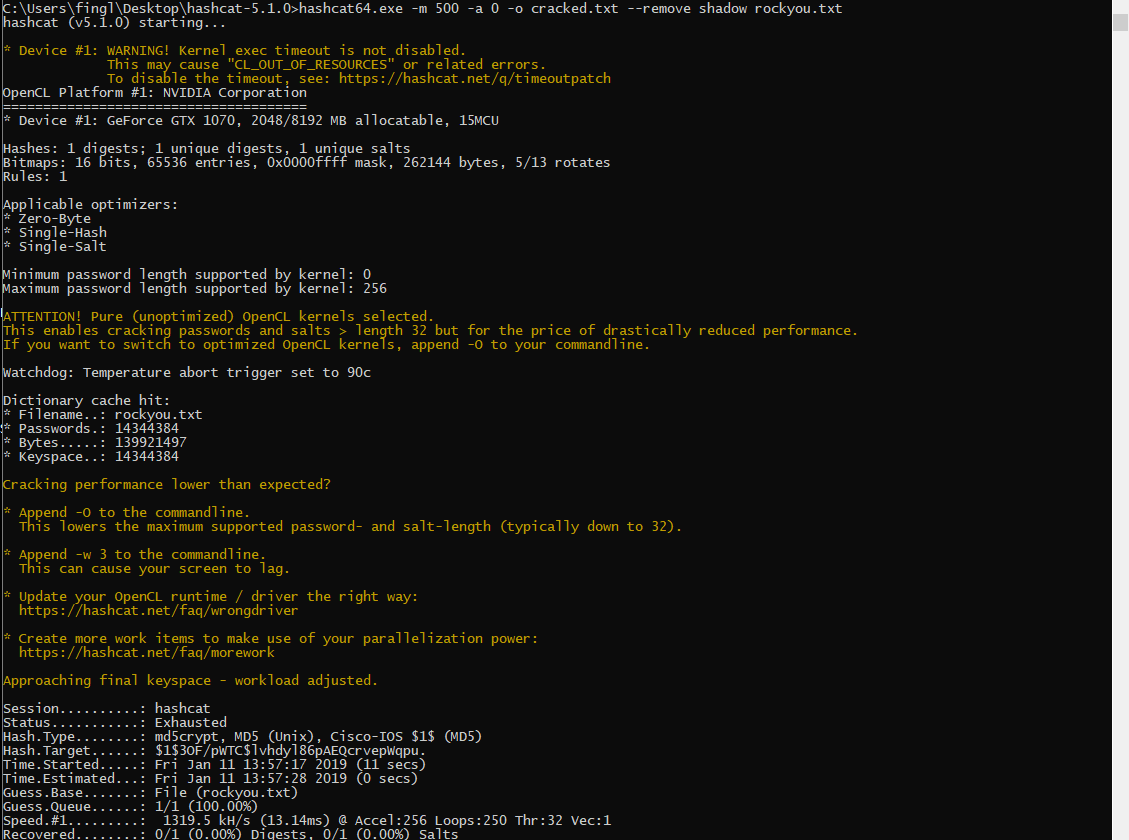 C:\Users\fingl\Desktop\hashcat-5.1.0>hashcat64.exe -m 500 -a 0 -o cracked.txt --remove shadow rockyou.txt
hashcat (v5.1.0) starting...
* Device #1: WARNING! Kernel exec timeout is not disabled.
             This may cause "CL_OUT_OF_RESOURCES" or related errors.
             To disable the timeout, see: https://hashcat.net/q/timeoutpatch
OpenCL Platform #1: NVIDIA Corporation
======================================
* Device #1: GeForce GTX 1070, 2048/8192 MB allocatable, 15MCU
Hashes: 1 digests; 1 unique digests, 1 unique salts
Bitmaps: 16 bits, 65536 entries, 0x0000ffff mask, 262144 bytes, 5/13 rotates
Rules: 1
Applicable optimizers:
* Zero-Byte
* Single-Hash
* Single-Salt
Minimum password length supported by kernel: 0
Maximum password length supported by kernel: 256
ATTENTION! Pure (unoptimized) OpenCL kernels selected.
This enables cracking passwords and salts > length 32 but for the price of drastically reduced performance.
If you want to switch to optimized OpenCL kernels, append -O to your commandline.
Watchdog: Temperature abort trigger set to 90c
Dictionary cache hit:
* Filename..: rockyou.txt
* Passwords.: 14344384
* Bytes.....: 139921497
* Keyspace..: 14344384
Cracking performance lower than expected?
* Append -O to the commandline.
  This lowers the maximum supported password- and salt-length (typically down to 32).
* Append -w 3 to the commandline.
  This can cause your screen to lag.
* Update your OpenCL runtime / driver the right way:
  https://hashcat.net/faq/wrongdriver
* Create more work items to make use of your parallelization power:
  https://hashcat.net/faq/morework
Approaching final keyspace - workload adjusted.
Session..........: hashcat
Status...........: Exhausted
Hash.Type........: md5crypt, MD5 (Unix), Cisco-IOS $1$ (MD5)
Hash.Target......: $1$3OF/pWTC$lvhdyl86pAEQcrvepWqpu.
Time.Started.....: Fri Jan 11 13:57:17 2019 (11 secs)
Time.Estimated...: Fri Jan 11 13:57:28 2019 (0 secs)
Guess.Base.......: File (rockyou.txt)
Guess.Queue......: 1/1 (100.00%)
Speed.#1.........:  1319.5 kH/s (13.14ms) @ Accel:256 Loops:250 Thr:32 Vec:1
Recovered........: 0/1 (0.00%) Digests, 0/1 (0.00%) Salts